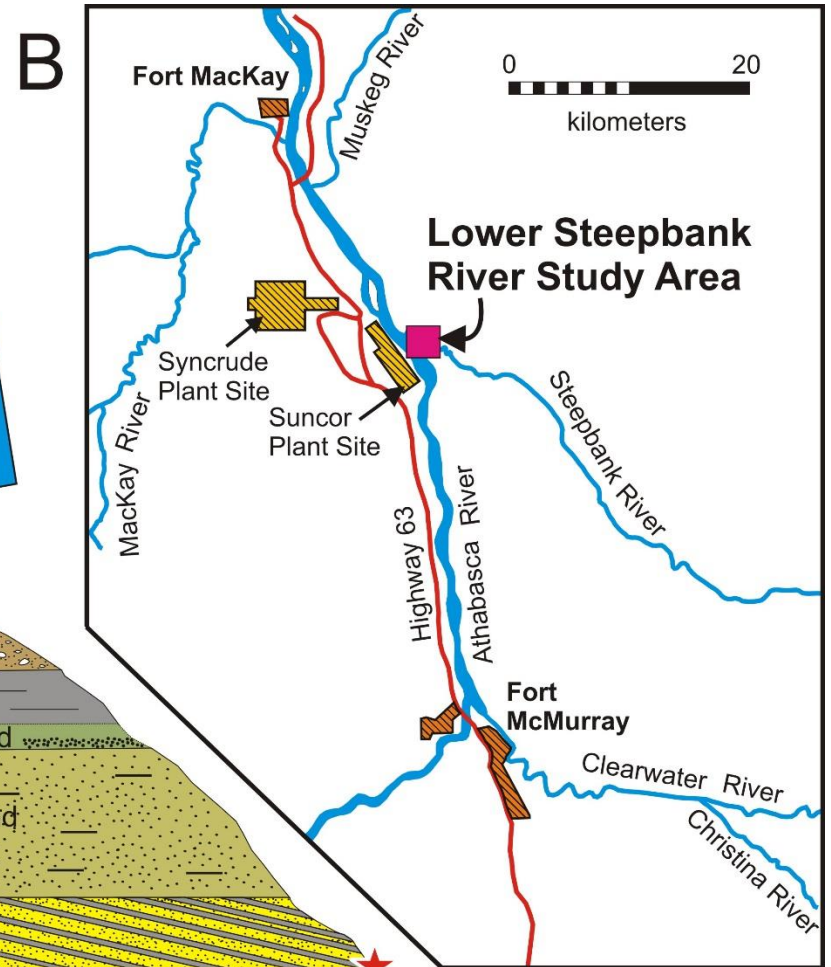 B
Fort MacKay
Muskeg River
0 20
kilometers
Lower Steepbank
River Study Area
Syncrude
Plant Site
Suncor
Plant Site
MacKay River
Steepbank River
Highway 63
Athabasca River
Fort
McMurray
Clearwater River
Christina River
d
rd